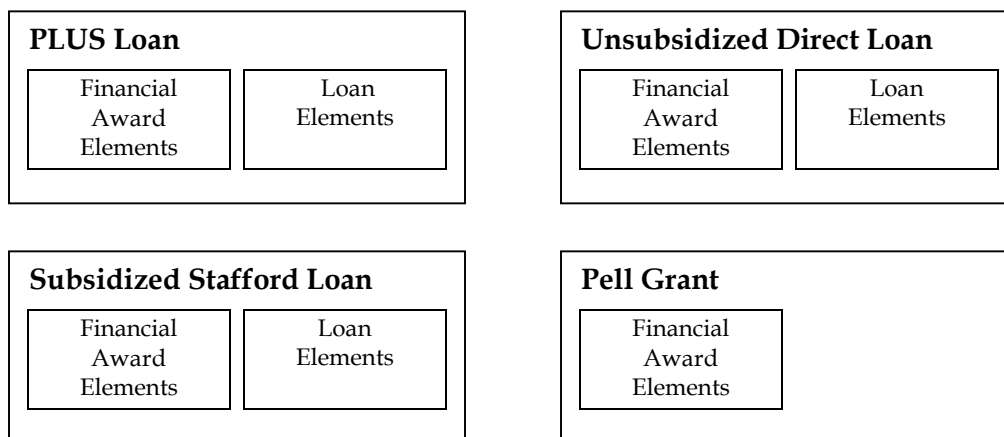 PLUS Loan
Financial
Award
Elements
Loan
Elements
Unsubsidized Direct Loan
Financial
Award
Elements
Loan
Elements
Subsidized Stafford Loan
Financial
Award
Elements
Loan
Elements
Pell Grant
Financial
Award
Elements